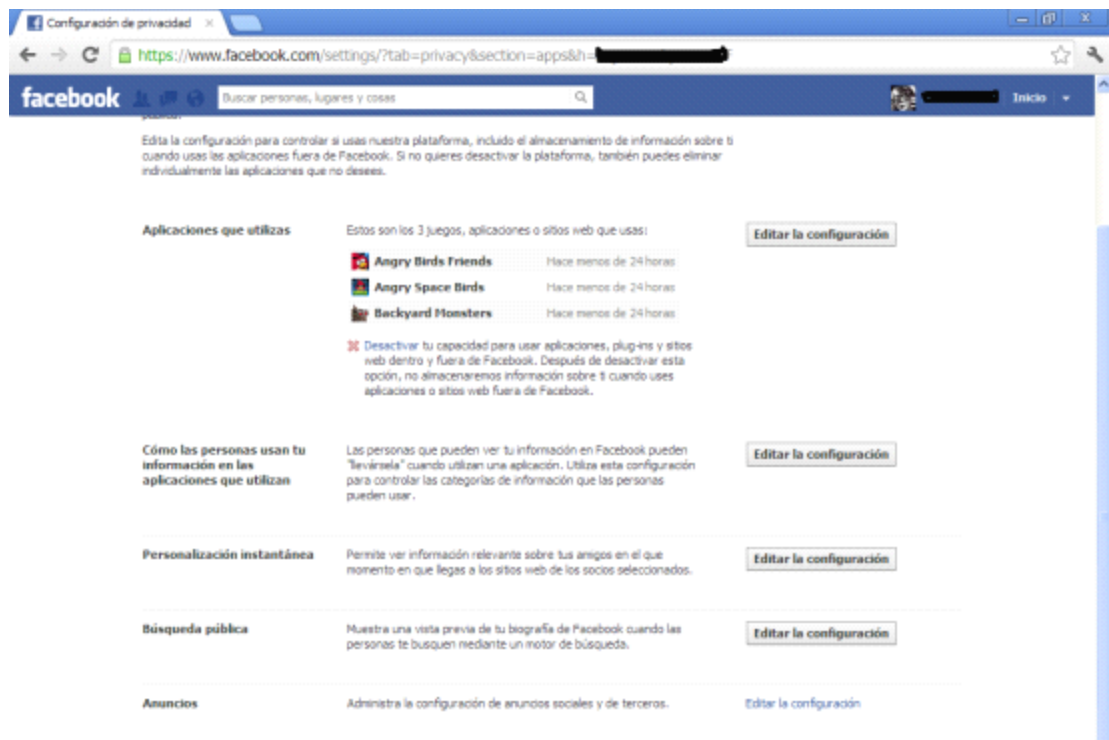 Configuración de privacidad
https://www.facebook.com/settings/?tab=privacy&section=apps&h=
facebook
Buscar personas, lugares y cosas
Inicio
público.
Edita la configuración para controlar si usas nuestra plataforma, incluido el almacenamiento de información sobre ti
cuando usas las aplicaciones fuera de Facebook. Si no quieres desactivar la plataforma, también puedes eliminar
individualmente las aplicaciones que no desees.
Aplicaciones que utilizas
Estos son los 3 juegos, aplicaciones o sitios web que usas:
Editar la configuración
Angry Birds Friends Hace menos de 24 horas
Angry Space Birds Hace menos de 24 horas
Backyard Monsters Hace menos de 24 horas
Desactivar tu capacidad para usar aplicaciones, plug-ins y sitios
web dentro y fuera de Facebook. Después de desactivar esta
opción, no almacenaremos información sobre ti cuando uses
aplicaciones o sitios web fuera de Facebook.
Cómo las personas usan tu
información en las
aplicaciones que utilizan
Las personas que pueden ver tu información en Facebook pueden
"llevársela" cuando utilizan una aplicación. Utiliza esta configuración
para controlar las categorías de información que las personas
pueden usar.
Editar la configuración
Personalización instantánea
Permite ver información relevante sobre tus amigos en el que
momento en que llegas a los sitios web de los socios seleccionados.
Editar la configuración
Búsqueda pública
Muestra una vista previa de tu biografía de Facebook cuando las
personas te busquen mediante un motor de búsqueda.
Editar la configuración
Anuncios
Administra la configuración de anuncios sociales y de terceros.
Editar la configuración